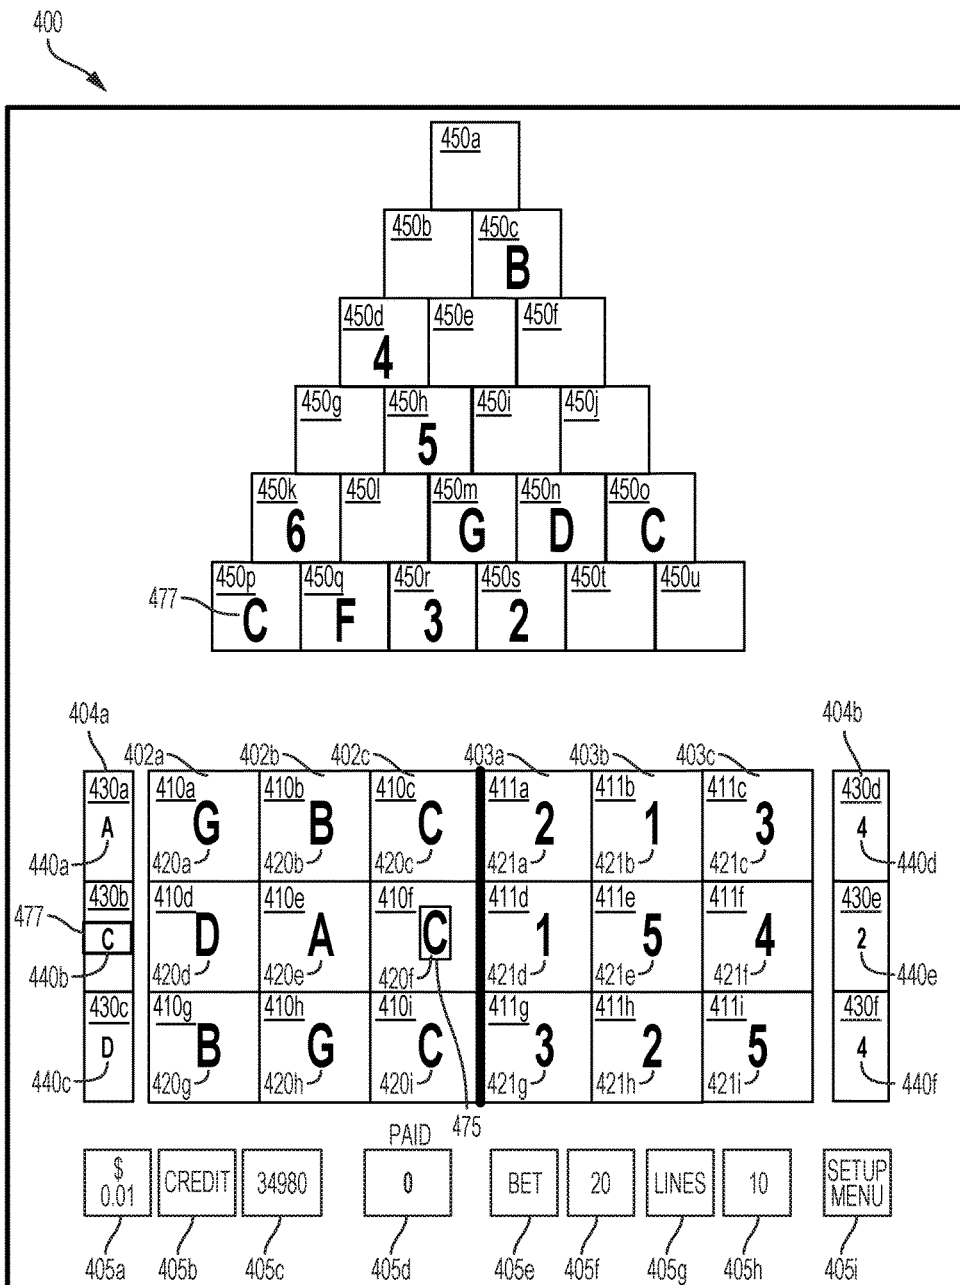 400
450a
450b 450c
B
450d 450e 450f
4
450g 450h 450i 450j
5
450k 450l 450m 450n 450o
6 G D C
450p 450q 450r 450s 450t 450u
477 C F 3 2
404a 404b
402a 402b 402c 403a 403b 403c
430a 410a 410b 410c 411a 411b 411c 430d
A G B C 2 1 3 4
440a 420a 420b 420c 421a 421b 421c 440d
430b 410d 410e 410f 411d 411e 411f 430e
477 C D A C 1 5 4 2
440b 420d 420e 420f 421d 421e 421f 440e
430c 410g 410h 410i 411g 411h 411i 430f
D B G C 3 2 5 4
440c 420g 420h 420i 421g 421h 421i 440f
PAID 475
$ 0.01 CREDIT 34980 0 BET 20 LINES 10 SETUP MENU
405a 405b 405c 405d 405e 405f 405g 405h 405i